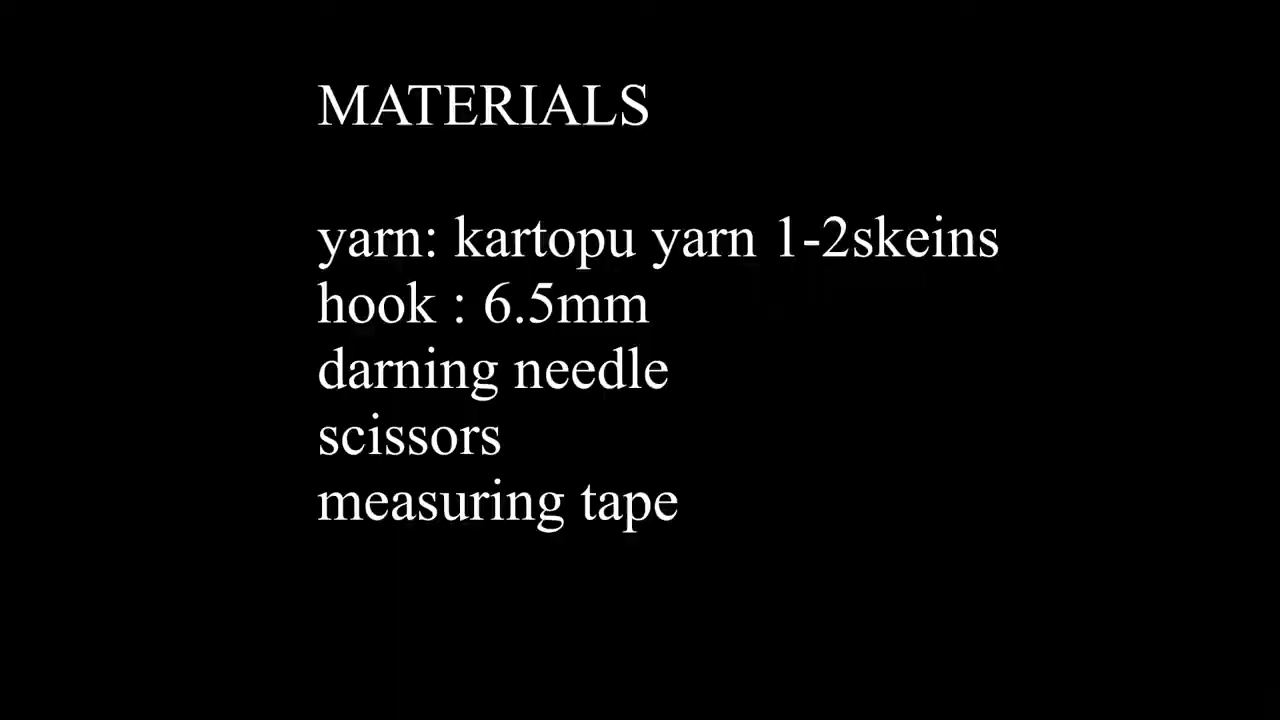 MATERIALS
yarn: kartopu yarn 1-2skeins
hook : 6.5mm
darning needle
scissors
measuring tape